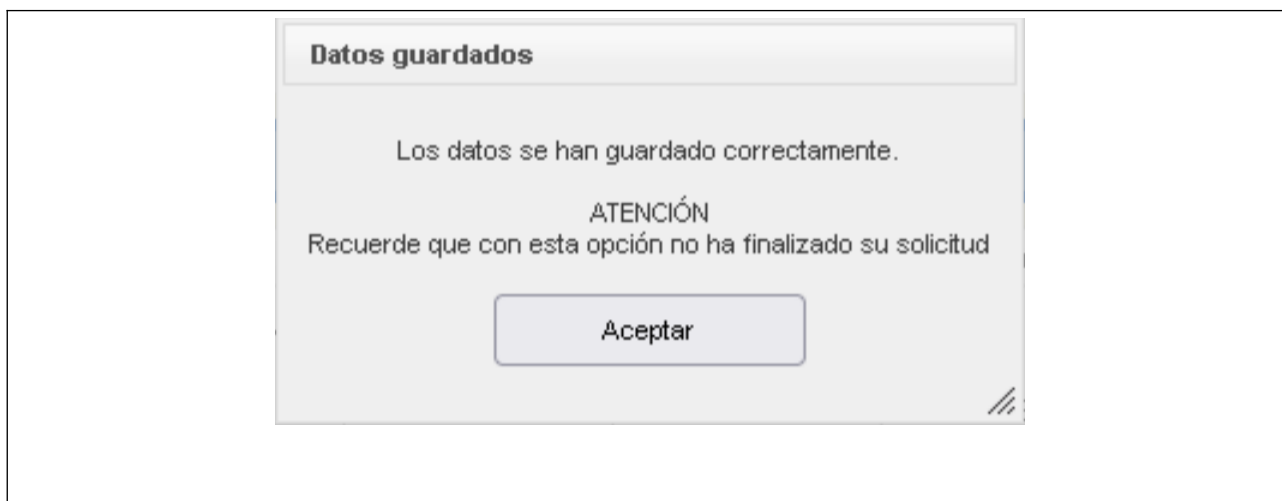 Datos guardados
Los datos se han guardado correctamente.
ATENCIÓN
Recuerde que con esta opción no ha finalizado su solicitud
Aceptar